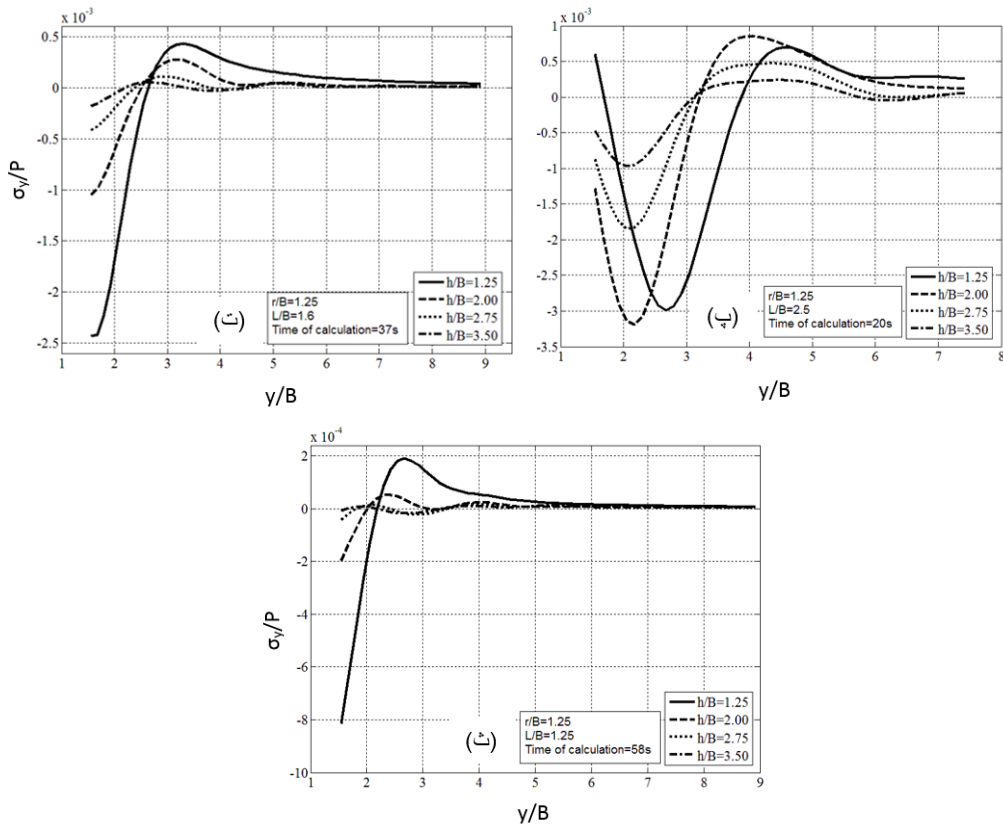 x 10⁻³
0.5
0
-0.5
-1
-1.5
-2
-2.5
σy/P
1 2 3 4 5 6 7 8 9
y/B
r/B=1.25
L/B=1.6
Time of calculation=37s
h/B=1.25
h/B=2.00
h/B=2.75
h/B=3.50
x 10⁻³
1
0.5
0
-0.5
-1
-1.5
-2
-2.5
-3
-3.5
1 2 3 4 5 6 7 8
y/B
r/B=1.25
L/B=2.5
Time of calculation=20s
h/B=1.25
h/B=2.00
h/B=2.75
h/B=3.50
x 10⁻⁴
2
0
-2
-4
-6
-8
-10
σy/P
1 2 3 4 5 6 7 8 9
y/B
r/B=1.25
L/B=1.25
Time of calculation=58s
h/B=1.25
h/B=2.00
h/B=2.75
h/B=3.50